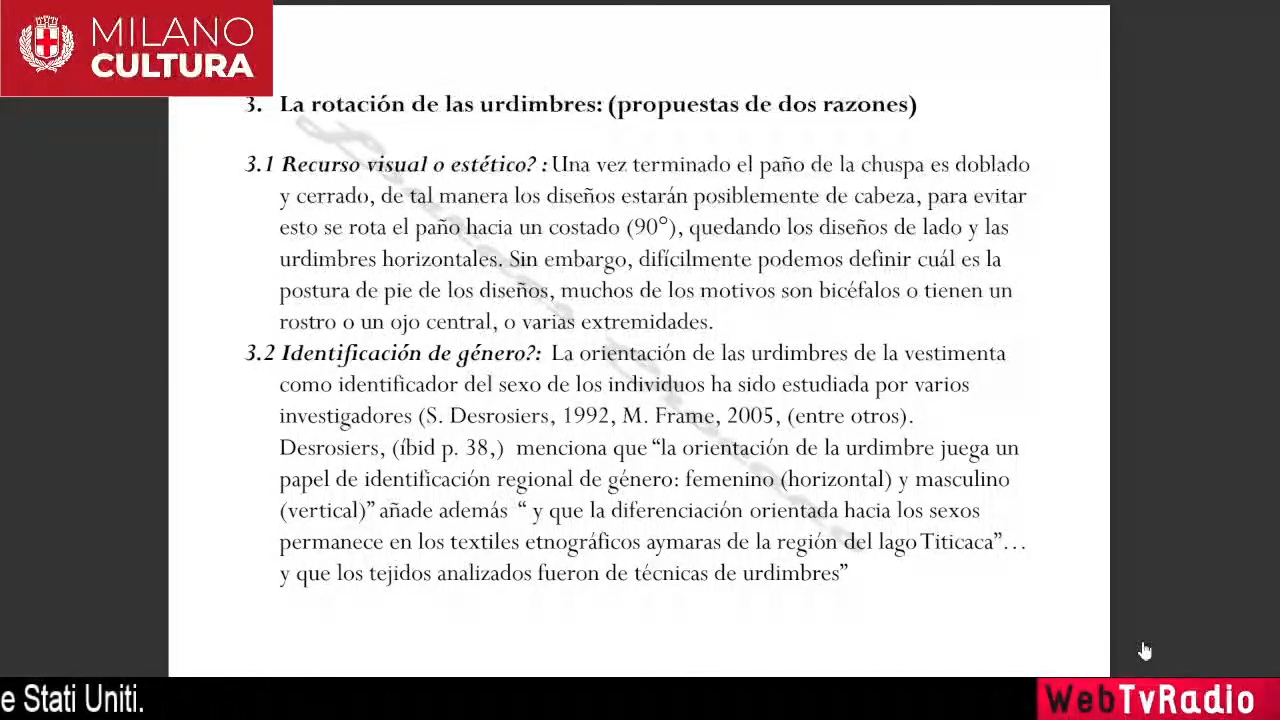 MILANO
CULTURA
3. La rotación de las urdimbres: (propuestas de dos razones)
3.1 Recurso visual o estético? : Una vez terminado el paño de la chuspa es doblado
y cerrado, de tal manera los diseños estarán posiblemente de cabeza, para evitar
esto se rota el paño hacia un costado (90°), quedando los diseños de lado y las
urdimbres horizontales. Sin embargo, difícilmente podemos definir cuál es la
postura de pie de los diseños, muchos de los motivos son bicéfalos o tienen un
rostro o un ojo central, o varias extremidades.
3.2 Identificación de género?: La orientación de las urdimbres de la vestimenta
como identificador del sexo de los individuos ha sido estudiada por varios
investigadores (S. Desrosiers, 1992, M. Frame, 2005, (entre otros).
Desrosiers, (íbid p. 38,) menciona que “la orientación de la urdimbre juega un
papel de identificación regional de género: femenino (horizontal) y masculino
(vertical)” añade además “ y que la diferenciación orientada hacia los sexos
permanece en los textiles etnográficos aymaras de la región del lago Titicaca”…
y que los tejidos analizados fueron de técnicas de urdimbres”
e Stati Uniti.
WebTvRadio